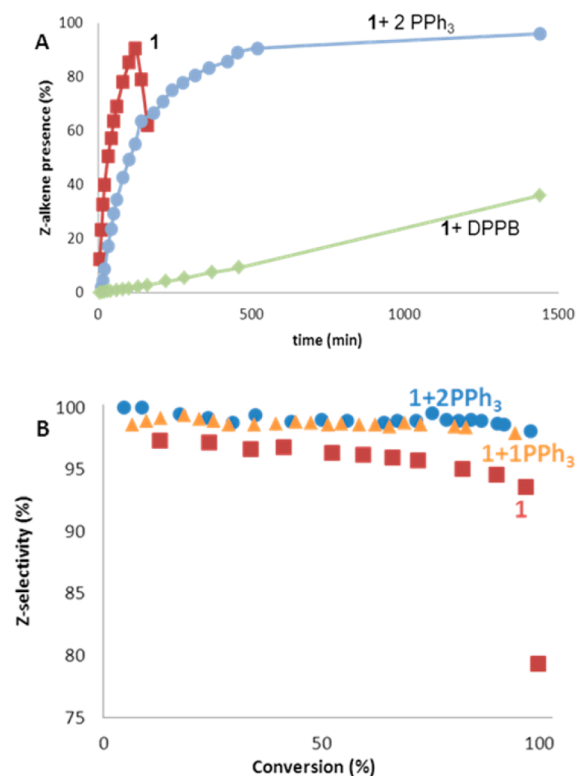 A
1
1+ 2 PPh₃
1+ DPPB
Z-alkene presence (%)
100
80
60
40
20
0
0 500 1000 1500
time (min)
B
1+2PPh₃
1+1PPh₃
1
Z-selectivity (%)
100
95
90
85
80
75
0 50 100
Conversion (%)